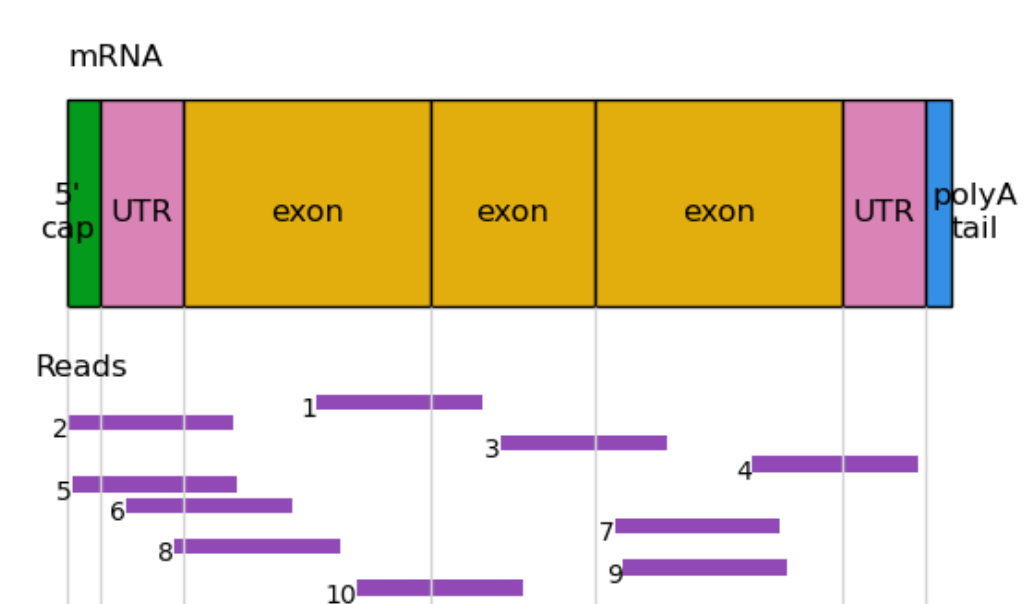 mRNA
5'
cap
UTR
exon
exon
exon
UTR
polyA
tail
Reads
1
2
3
4
5
6
7
8
9
10